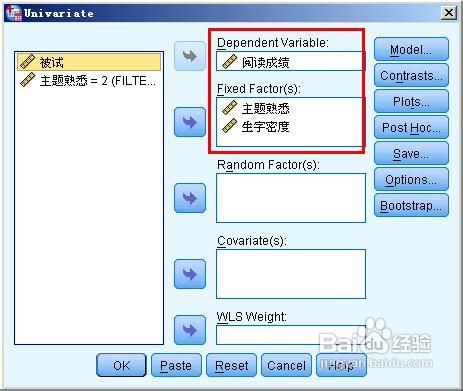 Univariate
被试
主题熟悉 = 2 (FILTE...
Dependent Variable:
阅读成绩
Fixed Factor(s):
主题熟悉
生字密度
Random Factor(s):
Covariate(s):
WLS Weight:
Model...
Contrasts...
Plots...
Post Hoc...
Save...
Options...
Bootstrap...
OK
Paste
Reset
Cancel
Help
Baidu 经验
jingyan.baidu.com